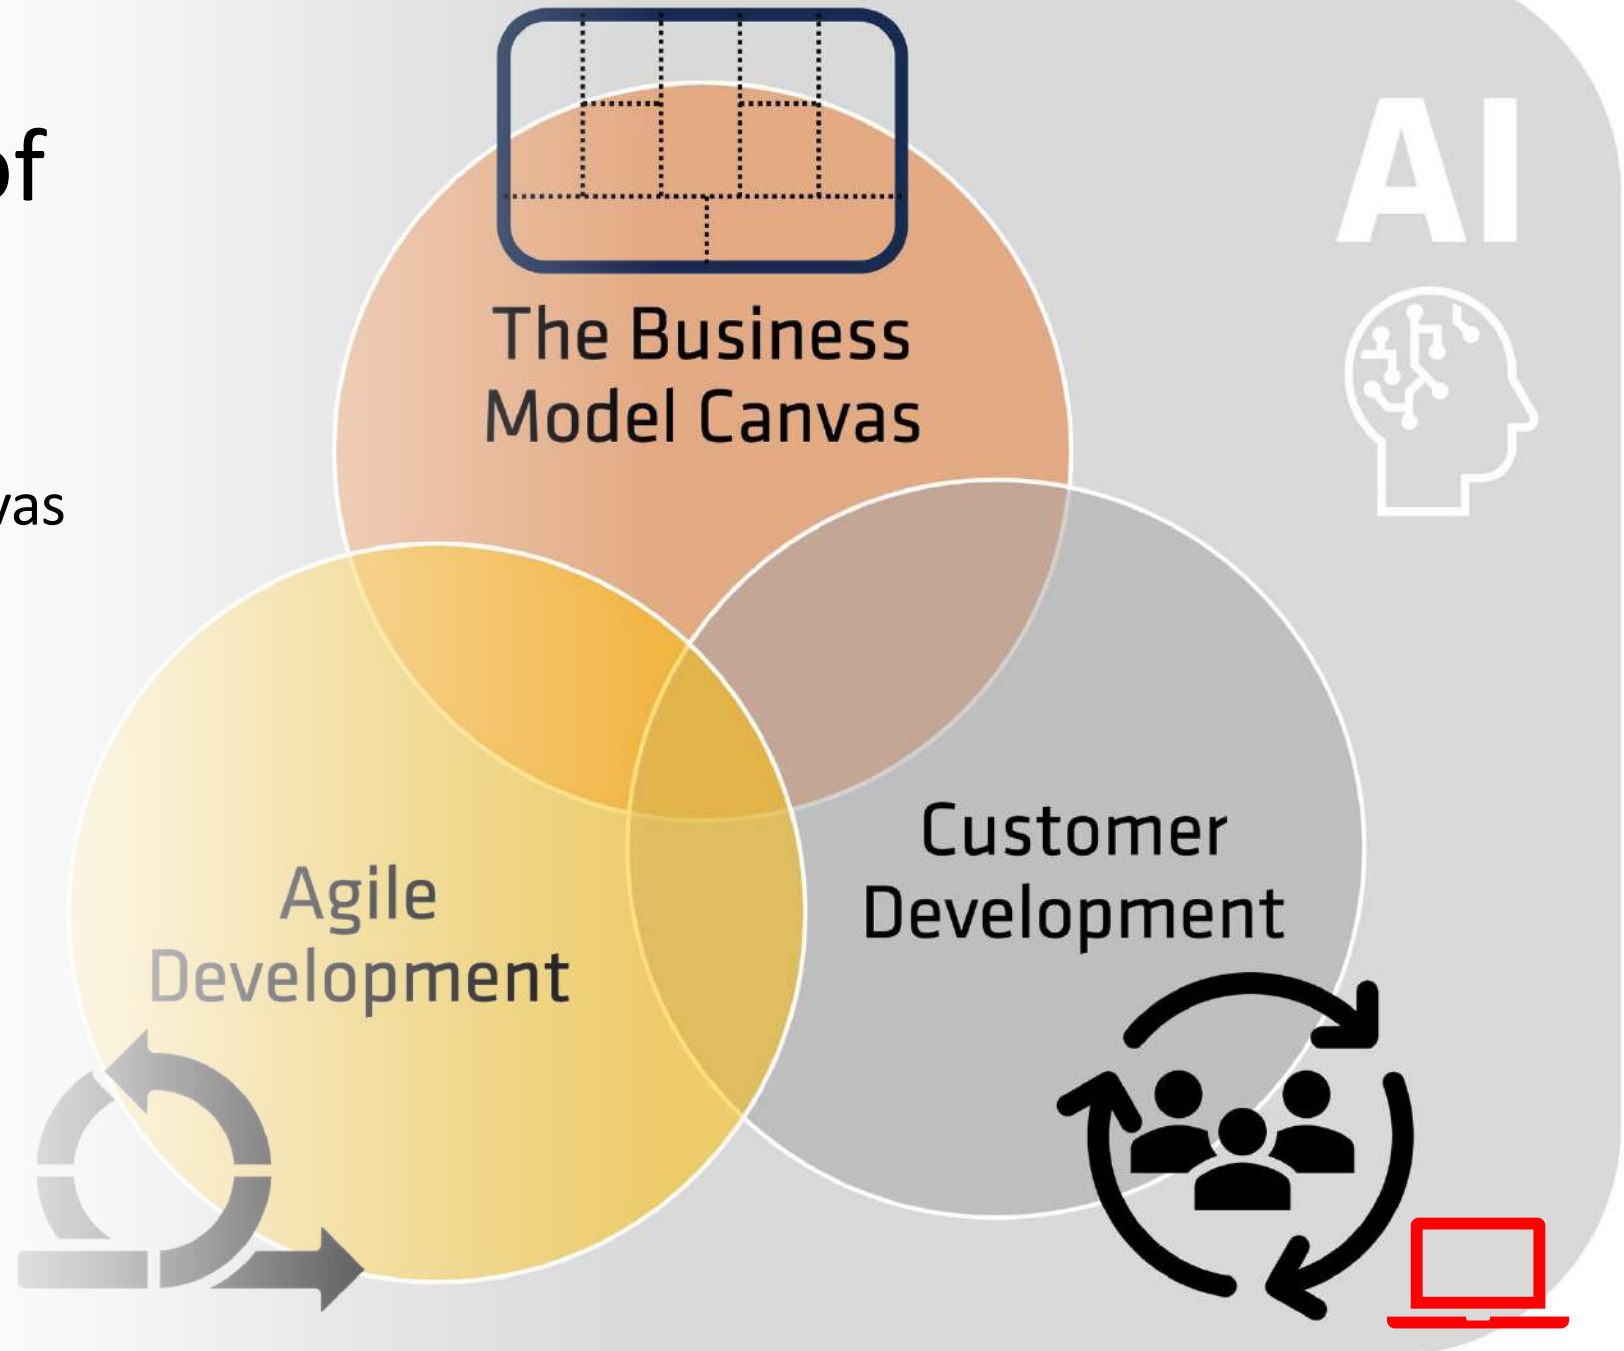 of
vas
AI
The Business
Model Canvas
Customer
Development
Agile
Development